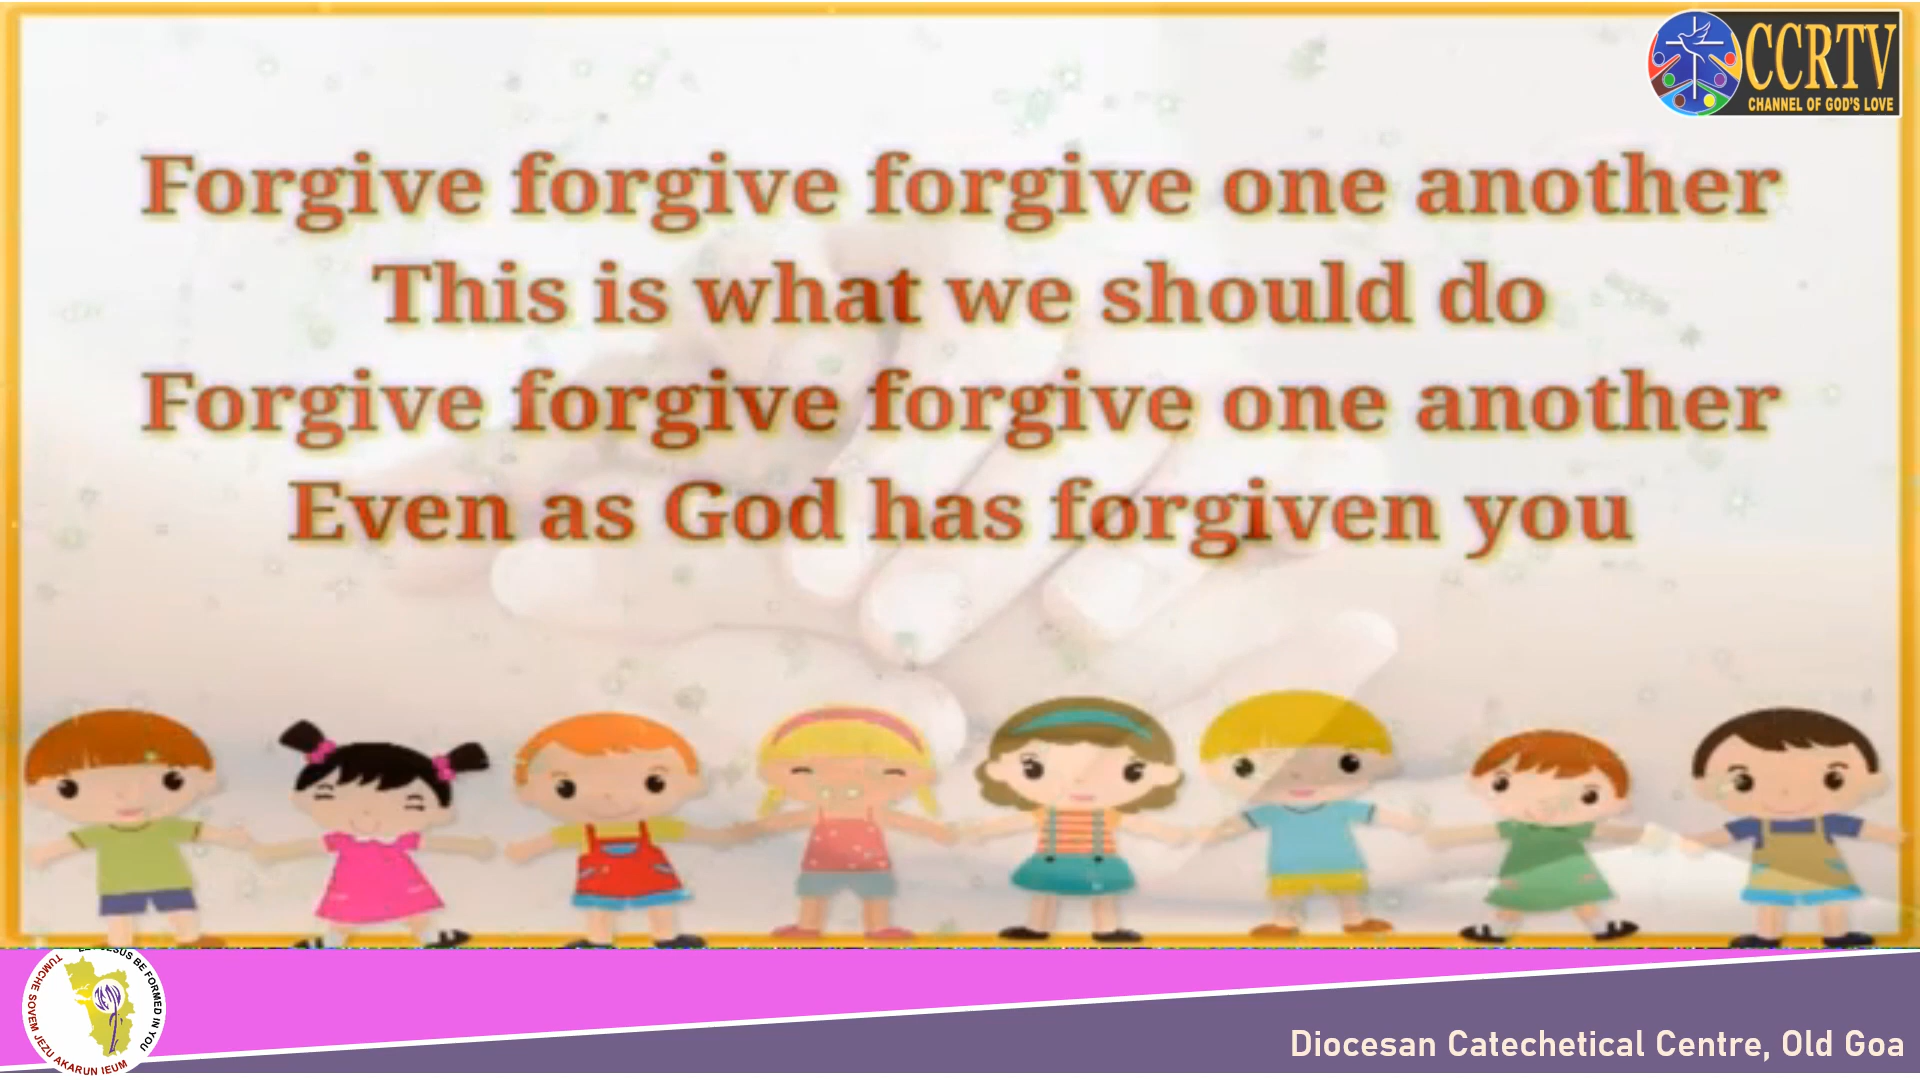 CCRTV
CHANNEL OF GOD'S LOVE
Forgive forgive forgive one another
This is what we should do
Forgive forgive forgive one another
Even as God has forgiven you
JESUS BE FORMED IN YOU
TUMCHE SOVEM JEZU AKARUN IEUM
Diocesan Catechetical Centre, Old Goa